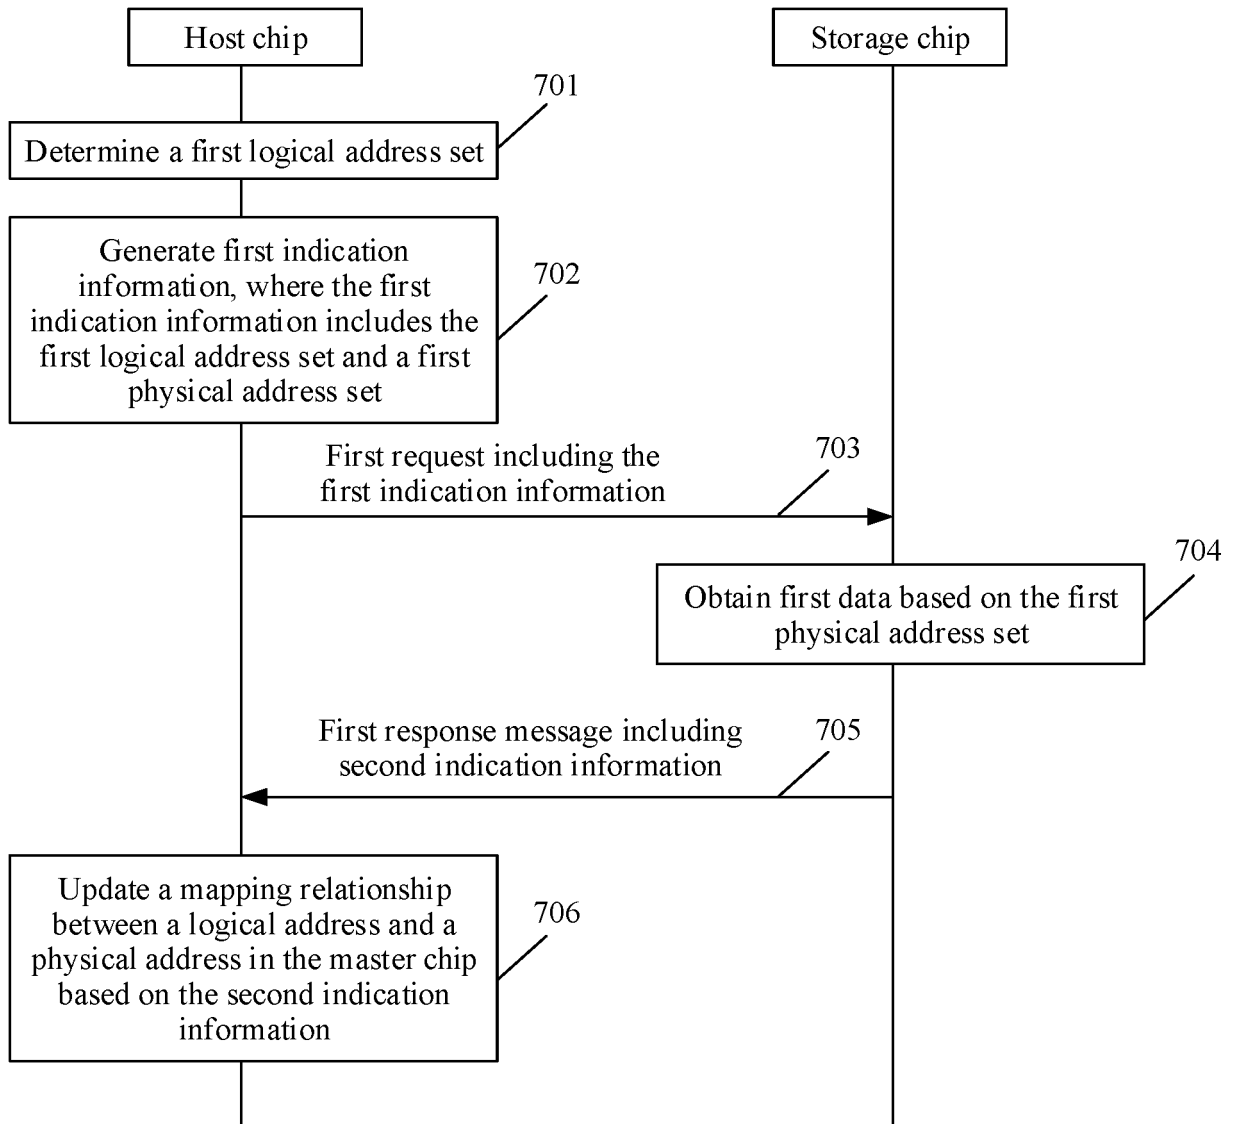 Host chip
Storage chip
701
Determine a first logical address set
Generate first indication
information, where the first
indication information includes the
first logical address set and a first
physical address set
702
First request including the
first indication information
703
704
Obtain first data based on the first
physical address set
First response message including
second indication information
705
Update a mapping relationship
between a logical address and a
physical address in the master chip
based on the second indication
information
706